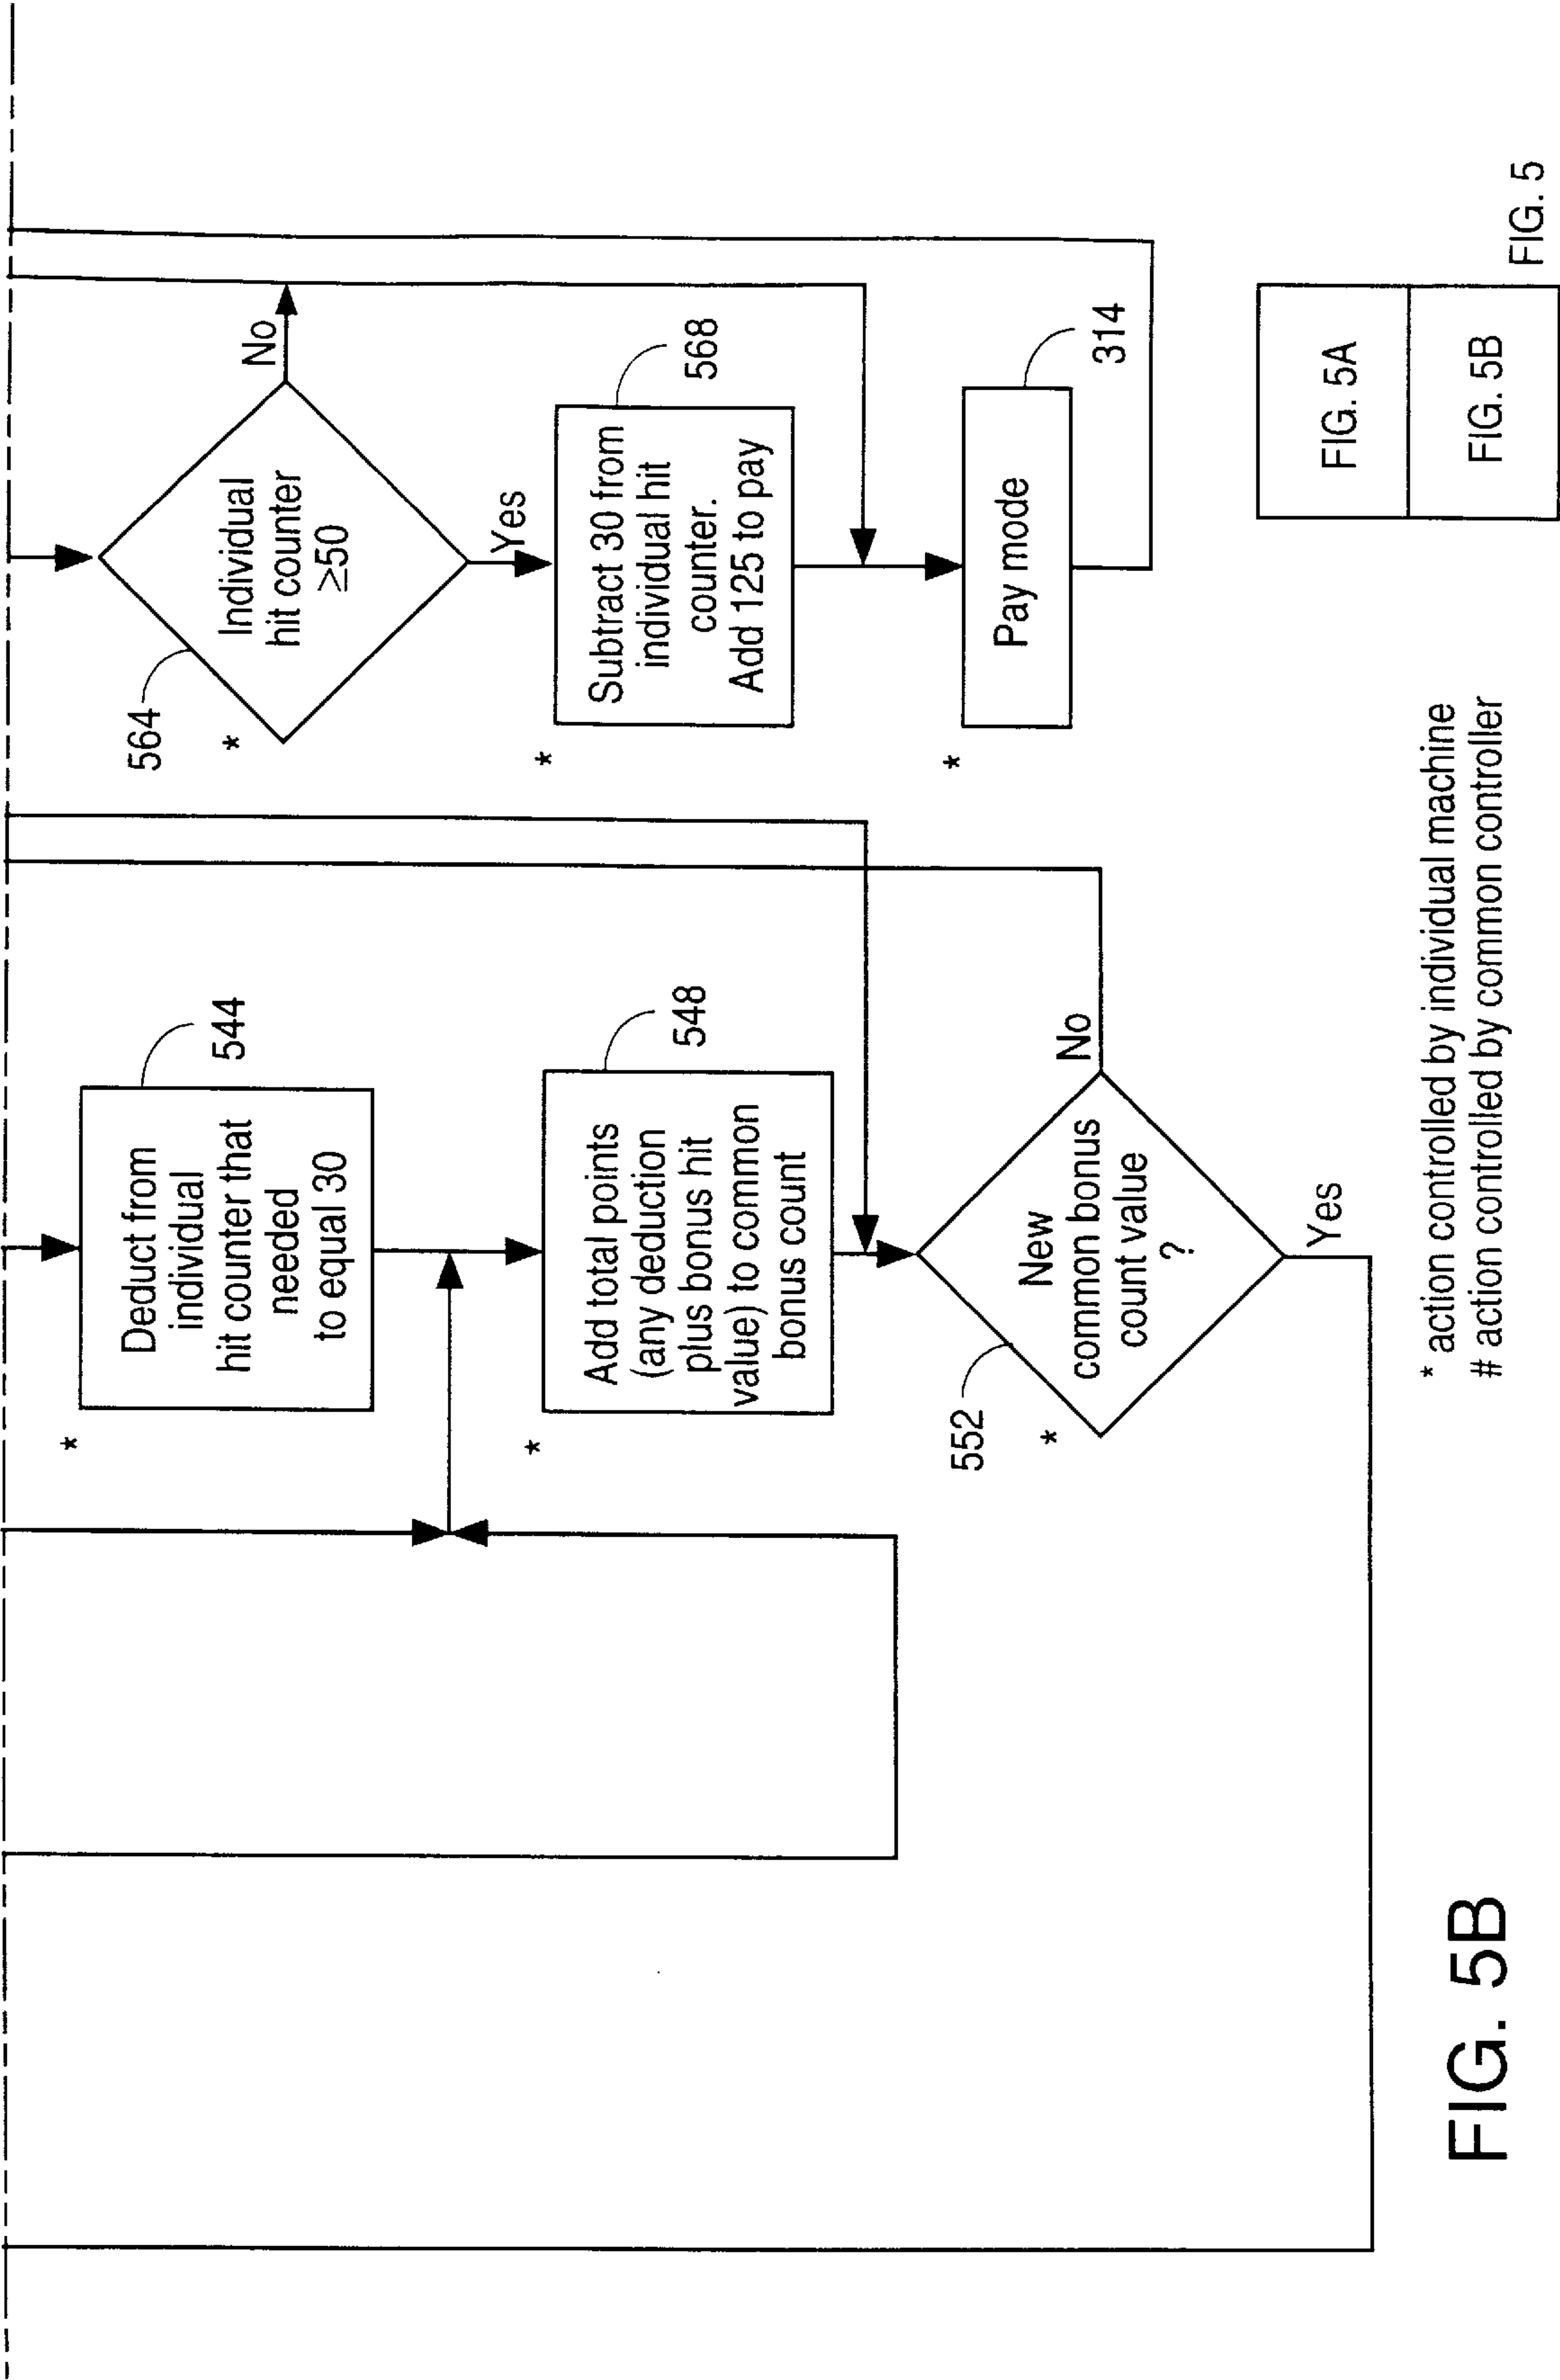 *
Deduct from
individual
hit counter that
needed
to equal 30
544
*
Add total points
(any deduction
plus bonus hit
value) to common
bonus count
548
552
*
New
common bonus
count value
?
No
Yes
564
*
Individual
hit counter
≥50
No
Yes
*
Subtract 30 from
individual hit
counter.
Add 125 to pay
568
*
Pay mode
314
* action controlled by individual machine
# action controlled by common controller
FIG. 5A
FIG. 5B
FIG. 5
FIG. 5B